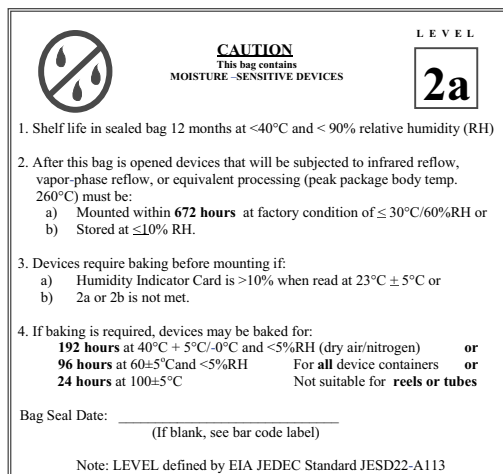 LEVEL
CAUTION
This bag contains
MOISTURE –SENSITIVE DEVICES
2a
1. Shelf life in sealed bag 12 months at <40°C and < 90% relative humidity (RH)
2. After this bag is opened devices that will be subjected to infrared reflow,
vapor-phase reflow, or equivalent processing (peak package body temp.
260°C) must be:
a) Mounted within 672 hours at factory condition of ≤ 30°C/60%RH or
b) Stored at ≤10% RH.
3. Devices require baking before mounting if:
a) Humidity Indicator Card is >10% when read at 23°C ± 5°C or
b) 2a or 2b is not met.
4. If baking is required, devices may be baked for:
192 hours at 40°C + 5°C/-0°C and <5%RH (dry air/nitrogen) or
96 hours at 60±5°Cand <5%RH For all device containers or
24 hours at 100±5°C Not suitable for reels or tubes
Bag Seal Date: ______________________________
(If blank, see bar code label)
Note: LEVEL defined by EIA JEDEC Standard JESD22-A113